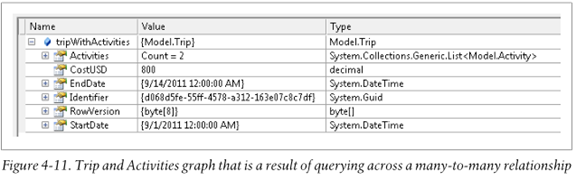 Name Value Type
tripWithActivities {Model.Trip} Model.Trip
Activities Count = 2 System.Collections.Generic.List<Model.Activity>
CostUSD 800 decimal
EndDate {9/14/2011 12:00:00 AM} System.DateTime
Identifier {d068d5fe-55ff-4578-a312-163e07c8c7df} System.Guid
RowVersion {byte[8]} byte[]
StartDate {9/1/2011 12:00:00 AM} System.DateTime
Figure 4-11. Trip and Activities graph that is a result of querying across a many-to-many relationship